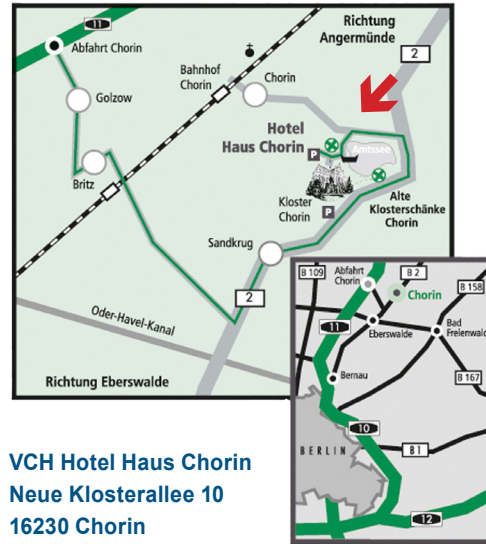 11
Abfahrt Chorin
Richtung
Angermünde
2
Bahnhof
Chorin
Chorin
Golzow
Hotel
Haus Chorin
P
Amtssee
Britz
Kloster
Chorin
P
Alte
Klosterschänke
Chorin
Sandkrug
2
Oder-Havel-Kanal
Richtung Eberswalde
B 109
Abfahrt
Chorin
B 2
B 158
Chorin
11
Eberswalde
Bad
Freienwalde
Bernau
B 167
10
BERLIN
B 1
12
VCH Hotel Haus Chorin
Neue Klosterallee 10
16230 Chorin